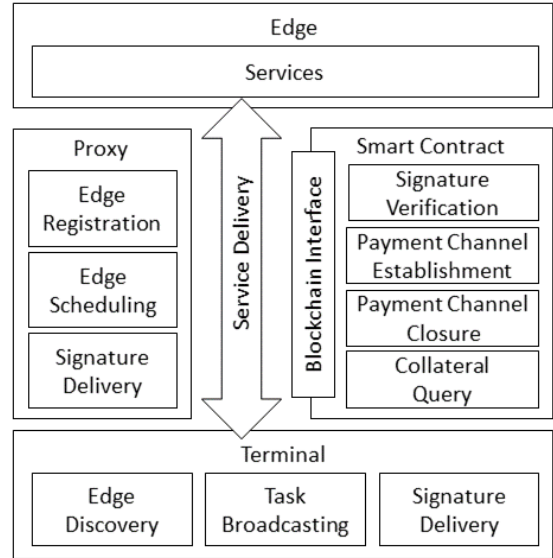 Edge
Services
Proxy
Edge
Registration
Edge
Scheduling
Signature
Delivery
Service Delivery
Blockchain Interface
Smart Contract
Signature
Verification
Payment Channel
Establishment
Payment Channel
Closure
Collateral
Query
Terminal
Edge
Discovery
Task
Broadcasting
Signature
Delivery